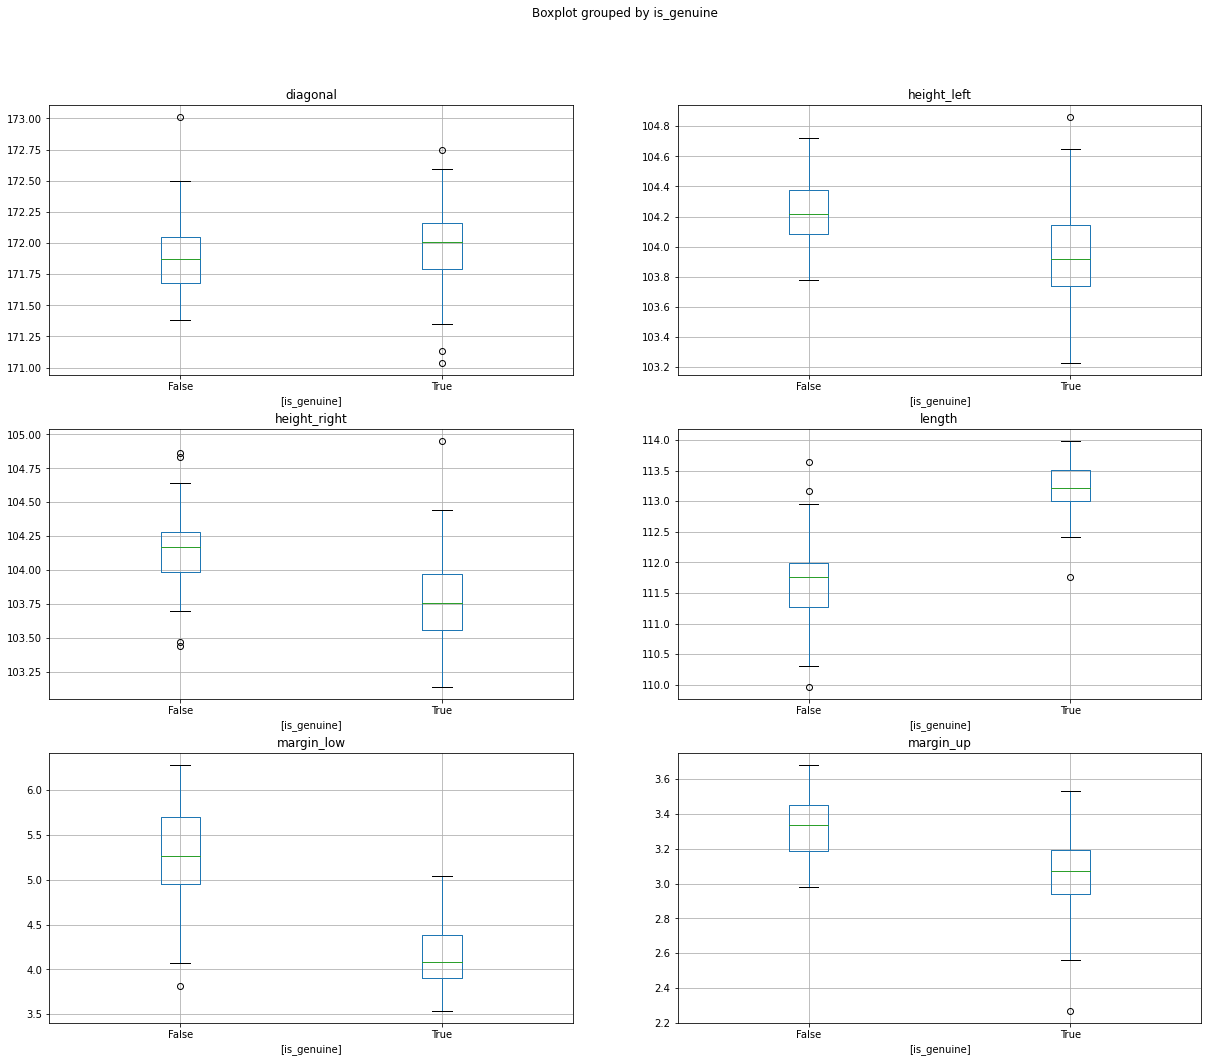 Boxplot grouped by is_genuine
diagonal
173.00
172.75
172.50
172.25
172.00
171.75
171.50
171.25
171.00
False True
[is_genuine]
height_left
104.8
104.6
104.4
104.2
104.0
103.8
103.6
103.4
103.2
False True
[is_genuine]
height_right
105.00
104.75
104.50
104.25
104.00
103.75
103.50
103.25
False True
[is_genuine]
length
114.0
113.5
113.0
112.5
112.0
111.5
111.0
110.5
110.0
False True
[is_genuine]
margin_low
6.0
5.5
5.0
4.5
4.0
3.5
False True
[is_genuine]
margin_up
3.6
3.4
3.2
3.0
2.8
2.6
2.4
2.2
False True
[is_genuine]